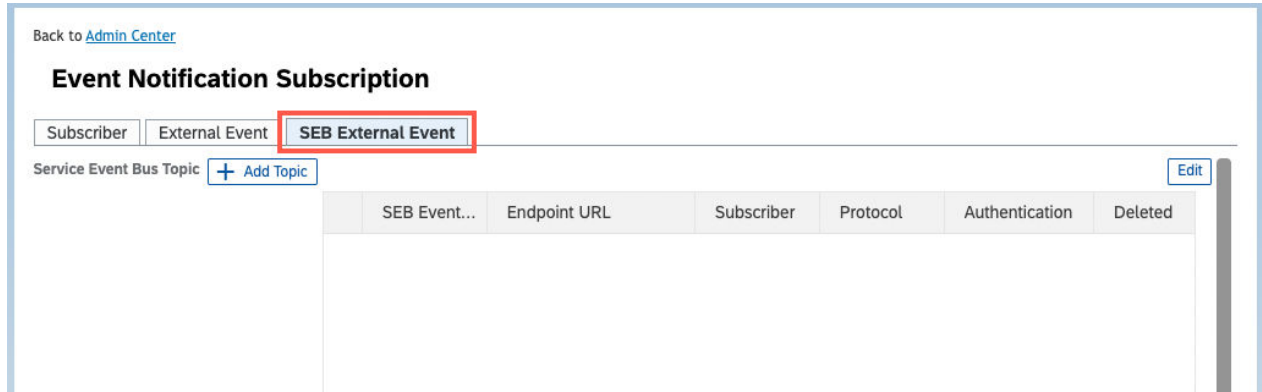 Back to Admin Center
Event Notification Subscription
Subscriber External Event SEB External Event
Service Event Bus Topic + Add Topic Edit
SEB Event... Endpoint URL Subscriber Protocol Authentication Deleted